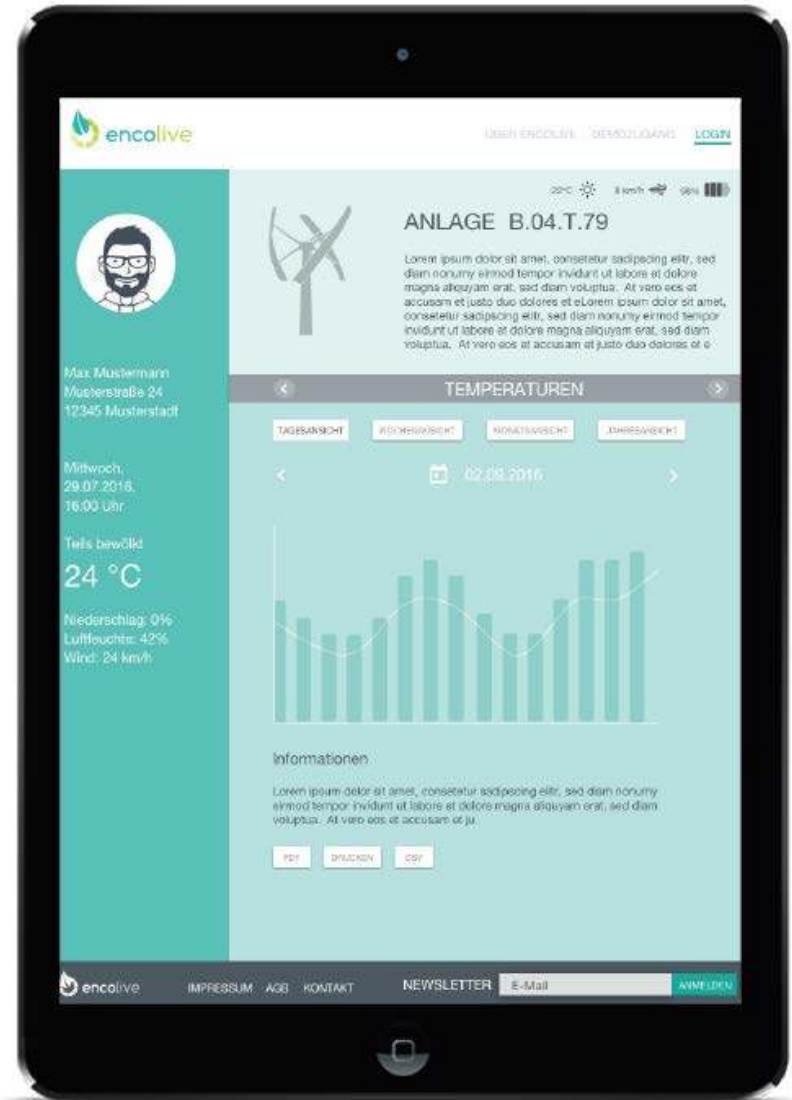 encolive
ÜBER ENCOLIVE DEMOZUGANG LOGIN
22°C 8 km/h 98%
ANLAGE B.04.T.79
Lorem ipsum dolor sit amet, consetetur sadipscing elitr, sed
diam nonumy eirmod tempor invidunt ut labore et dolore
magna aliquyam erat, sed diam voluptua. At vero eos et
accusam et justo duo dolores et eLorem ipsum dolor sit amet,
consetetur sadipscing elitr, sed diam nonumy eirmod tempor
invidunt ut labore et dolore magna aliquyam erat, sed diam
voluptua. At vero eos et accusam et justo duo dolores et e
Max Mustermann
Musterstraße 24
12345 Musterstadt
Mittwoch,
29.07.2016,
16:00 Uhr
Teils bewölkt
24 °C
Niederschlag: 0%
Luftfeuchte: 42%
Wind: 24 km/h
TEMPERATUREN
TAGESANSICHT WOCHENANSICHT MONATSANSICHT JAHRESANSICHT
02.09.2016
Informationen
Lorem ipsum dolor sit amet, consetetur sadipscing elitr, sed diam nonumy
eirmod tempor invidunt ut labore et dolore magna aliquyam erat, sed diam
voluptua. At vero eos et accusam et ju
PDF DRUCKEN CSV
encolive IMPRESSUM AGB KONTAKT NEWSLETTER E-Mail ANMELDEN